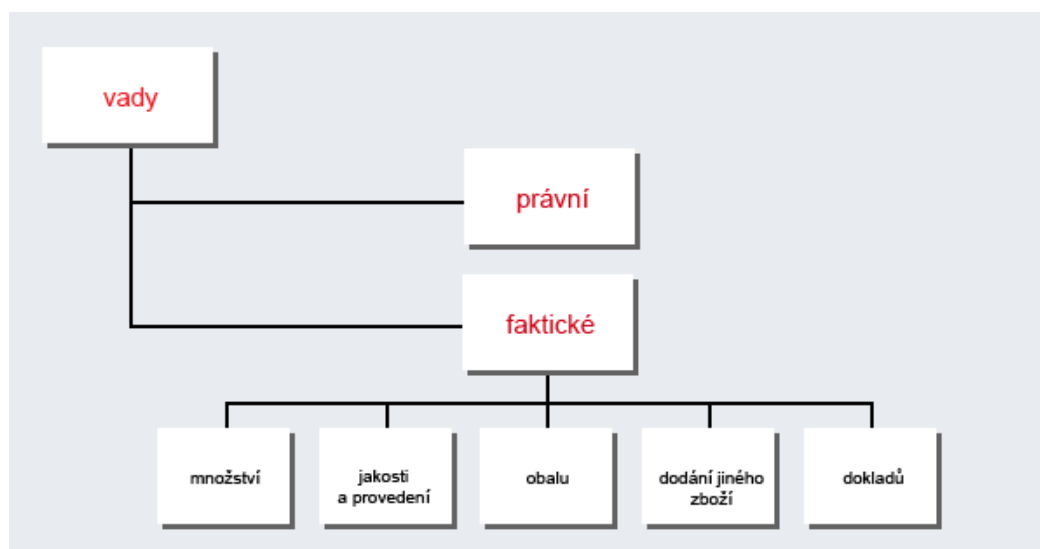 vady
právní
faktické
množství
jakosti
a provedení
obalu
dodání jiného
zboží
dokladů